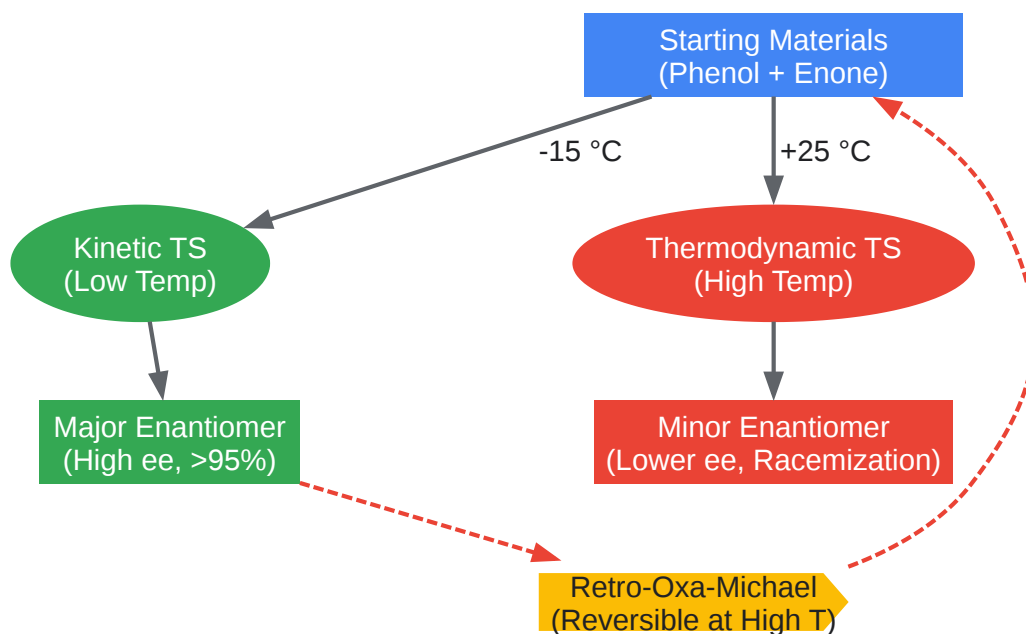 Starting Materials
(Phenol + Enone)
-15 °C
+25 °C
Kinetic TS
(Low Temp)
Thermodynamic TS
(High Temp)
Major Enantiomer
(High ee, >95%)
Minor Enantiomer
(Lower ee, Racemization)
Retro-Oxa-Michael
(Reversible at High T)